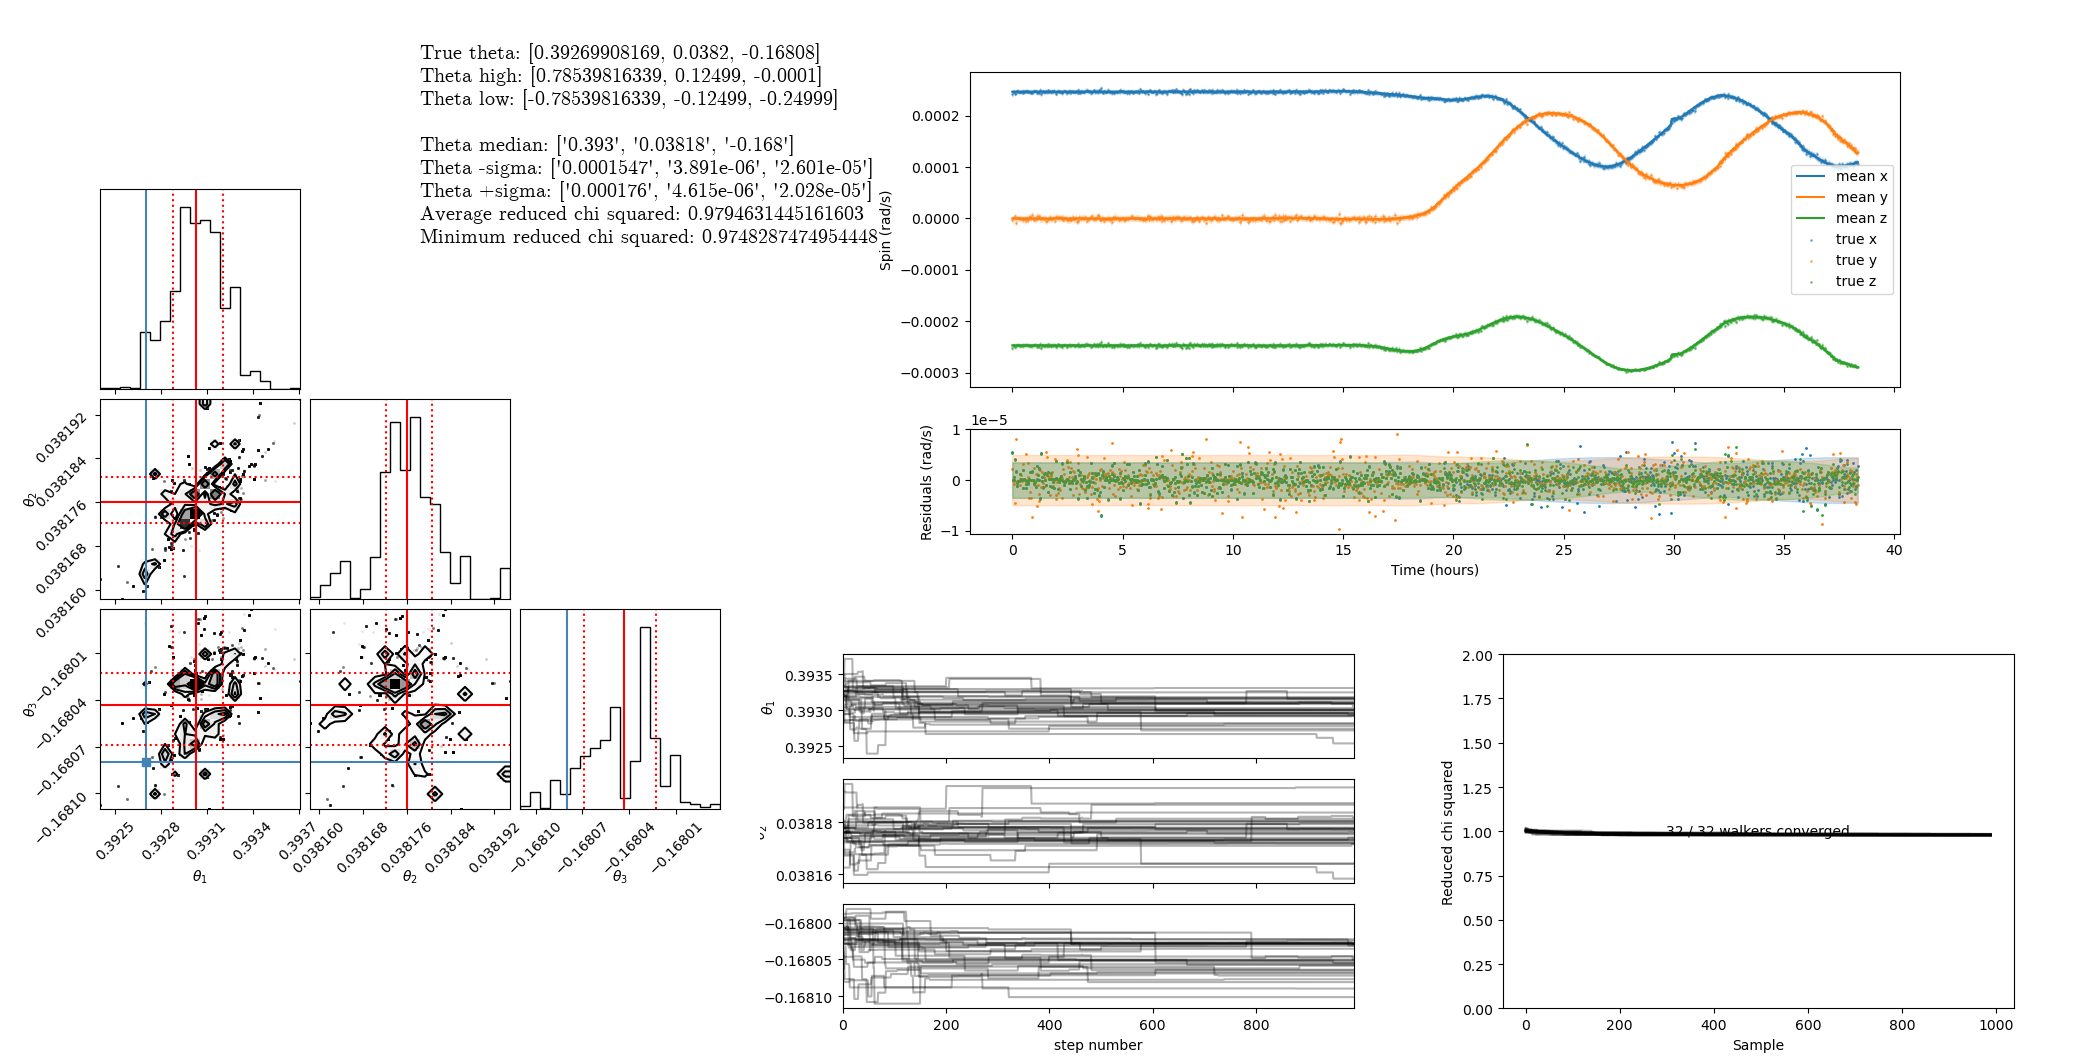 True theta: [0.39269908169, 0.0382, -0.16808]
Theta high: [0.78539816339, 0.12499, -0.0001]
Theta low: [-0.78539816339, -0.12499, -0.24999]
Theta median: ['0.393', '0.03818', '-0.168']
Theta -sigma: ['0.0001547', '3.891e-06', '2.601e-05']
Theta +sigma: ['0.000176', '4.615e-06', '2.028e-05']
Average reduced chi squared: 0.9794631445161603
Minimum reduced chi squared: 0.9748287474954448
Spin (rad/s)
0.0002
0.0001
0.0000
−0.0001
−0.0002
−0.0003
mean x
mean y
mean z
true x
true y
true z
1e−5
Residuals (rad/s)
1
0
−1
0 5 10 15 20 25 30 35 40
Time (hours)
θ2
0.038192
0.038184
0.038176
0.038168
0.038160
θ3
−0.16801
−0.16804
−0.16807
−0.16810
0.3925 0.3928 0.3931 0.3934 0.3937
θ1
0.038160 0.038168 0.038176 0.038184 0.038192
θ2
−0.16810 −0.16807 −0.16804 −0.16801
θ3
θ1
0.3935
0.3930
0.3925
0.03818
0.03816
−0.16800
−0.16805
−0.16810
0 200 400 600 800
step number
Reduced chi squared
2.00
1.75
1.50
1.25
1.00
0.75
0.50
0.25
0.00
32 / 32 walkers converged
0 200 400 600 800 1000
Sample